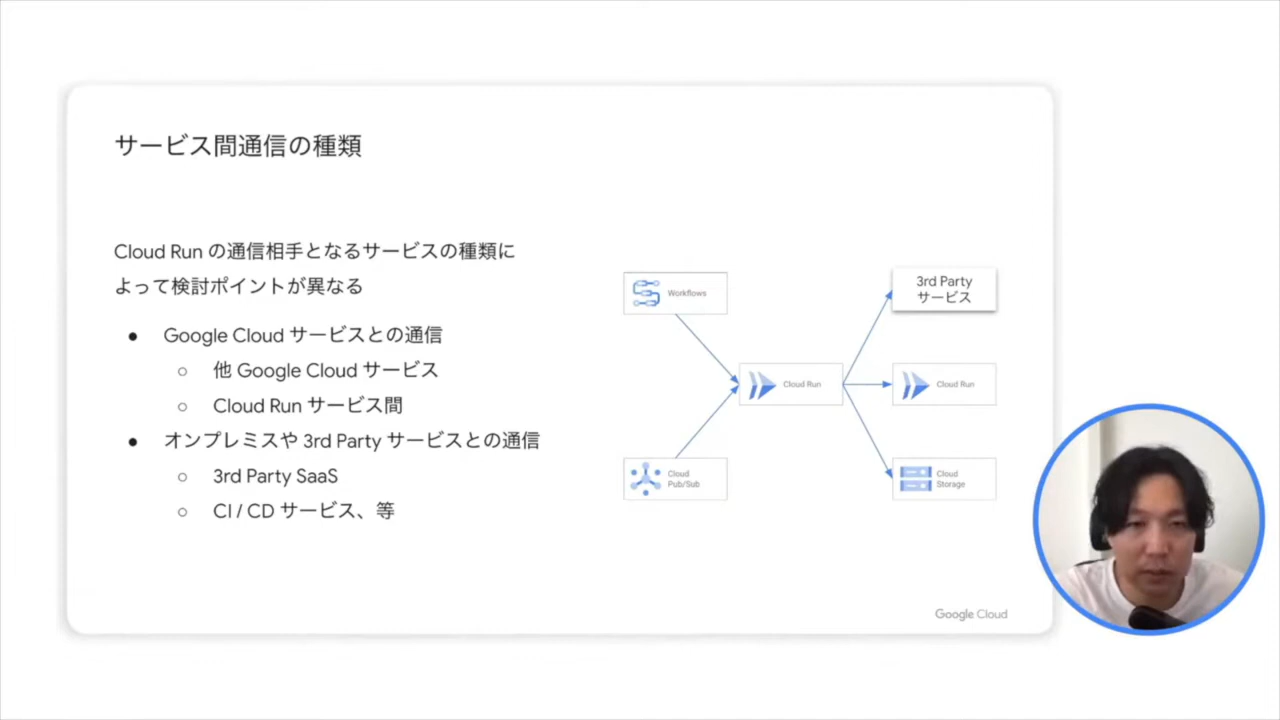 サービス間通信の種類
Cloud Run の通信相手となるサービスの種類に
よって検討ポイントが異なる
● Google Cloud サービスとの通信
○ 他 Google Cloud サービス
○ Cloud Run サービス間
● オンプレミスや 3rd Party サービスとの通信
○ 3rd Party SaaS
○ CI / CD サービス、等
Workflows
Cloud
Pub/Sub
Cloud Run
3rd Party
サービス
Cloud Run
Cloud
Storage
Google Cloud